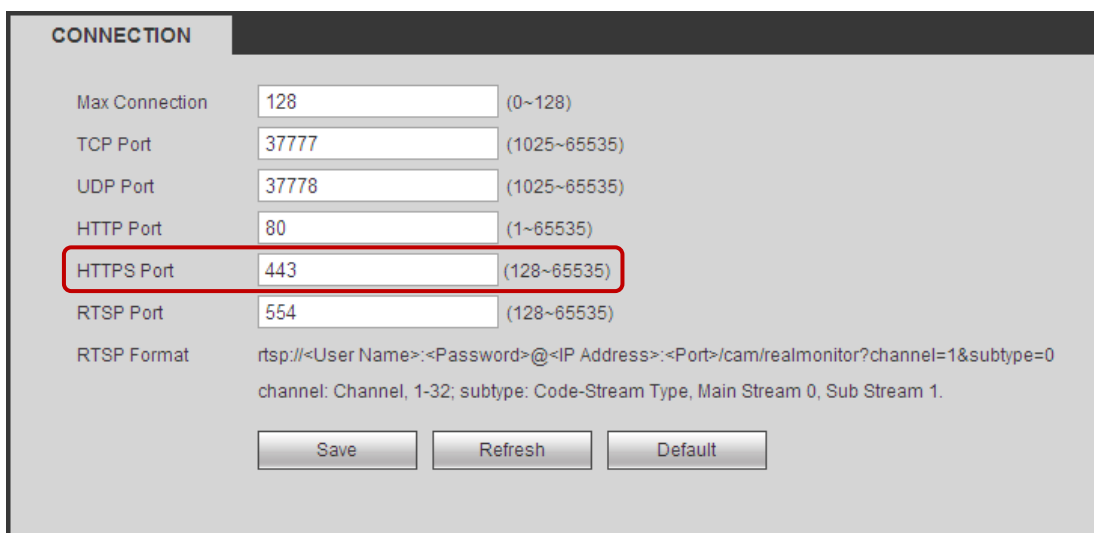 CONNECTION
Max Connection 128 (0~128)
TCP Port 37777 (1025~65535)
UDP Port 37778 (1025~65535)
HTTP Port 80 (1~65535)
HTTPS Port 443 (128~65535)
RTSP Port 554 (128~65535)
RTSP Format rtsp://<User Name>:<Password>@<IP Address>:<Port>/cam/realmonitor?channel=1&subtype=0
channel: Channel, 1-32; subtype: Code-Stream Type, Main Stream 0, Sub Stream 1.
Save Refresh Default